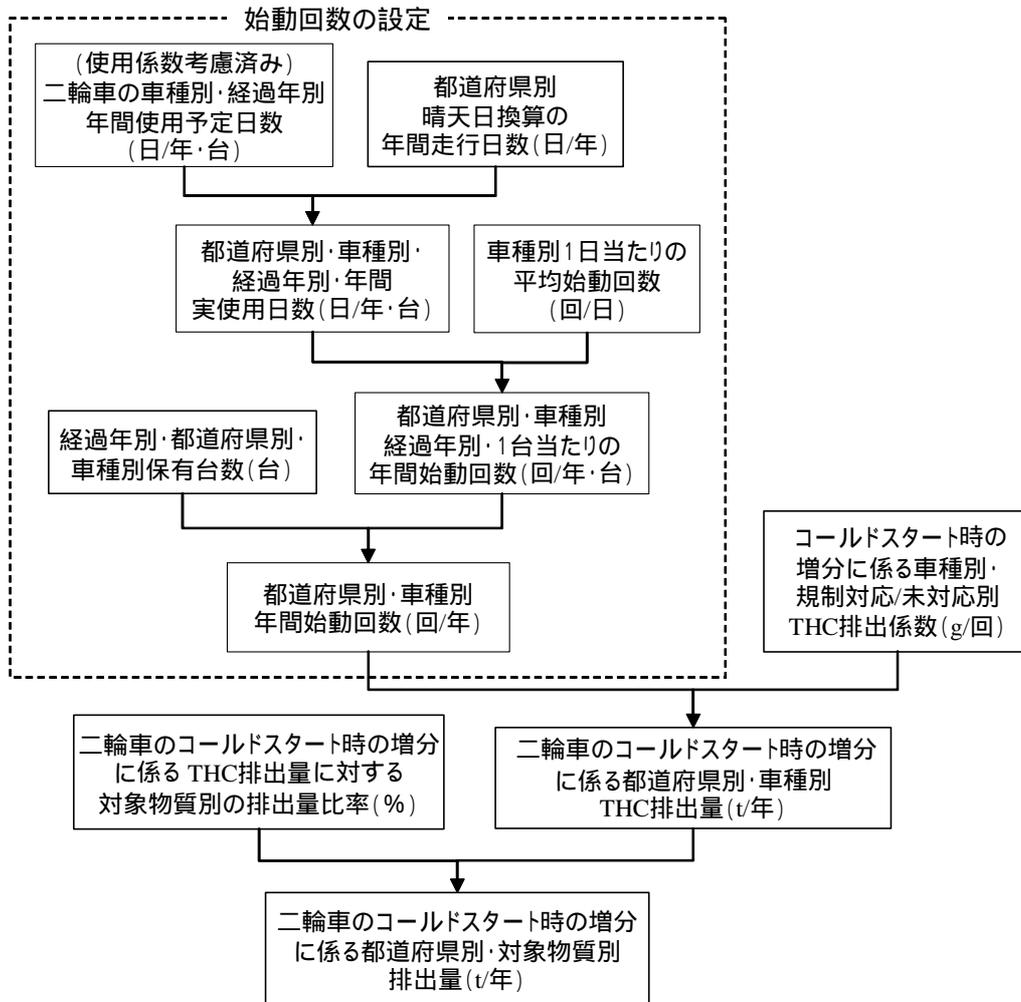 始動回数の設定
(使用係数考慮済み)
二輪車の車種別・経過年別
年間使用予定日数
(日/年・台)
都道府県別
晴天日換算の
年間走行日数(日/年)
都道府県別・車種別・
経過年別・年間
実使用日数(日/年・台)
車種別1日当たりの
平均始動回数
(回/日)
経過年別・都道府県別・
車種別保有台数(台)
都道府県別・車種別
経過年別・1台当たりの
年間始動回数(回/年・台)
都道府県別・車種別
年間始動回数(回/年)
コールドスタート時の
増分に係る車種別・
規制対応/未対応別
THC排出係数(g/回)
二輪車のコールドスタート時の増分
に係る THC排出量に対する
対象物質別の排出量比率(%)
二輪車のコールドスタート時の増分
に係る都道府県別・車種別
THC排出量(t/年)
二輪車のコールドスタート時の増分
に係る都道府県別・対象物質別
排出量(t/年)